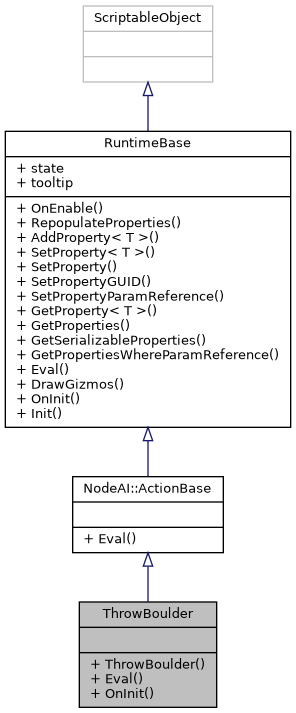 ScriptableObject
RuntimeBase
+ state
+ tooltip
+ OnEnable()
+ RepopulateProperties()
+ AddProperty< T >()
+ SetProperty< T >()
+ SetProperty()
+ SetPropertyGUID()
+ SetPropertyParamReference()
+ GetProperty< T >()
+ GetProperties()
+ GetSerializableProperties()
+ GetPropertiesWhereParamReference()
+ Eval()
+ DrawGizmos()
+ OnInit()
+ Init()
NodeAI::ActionBase
+ Eval()
ThrowBoulder
+ ThrowBoulder()
+ Eval()
+ OnInit()